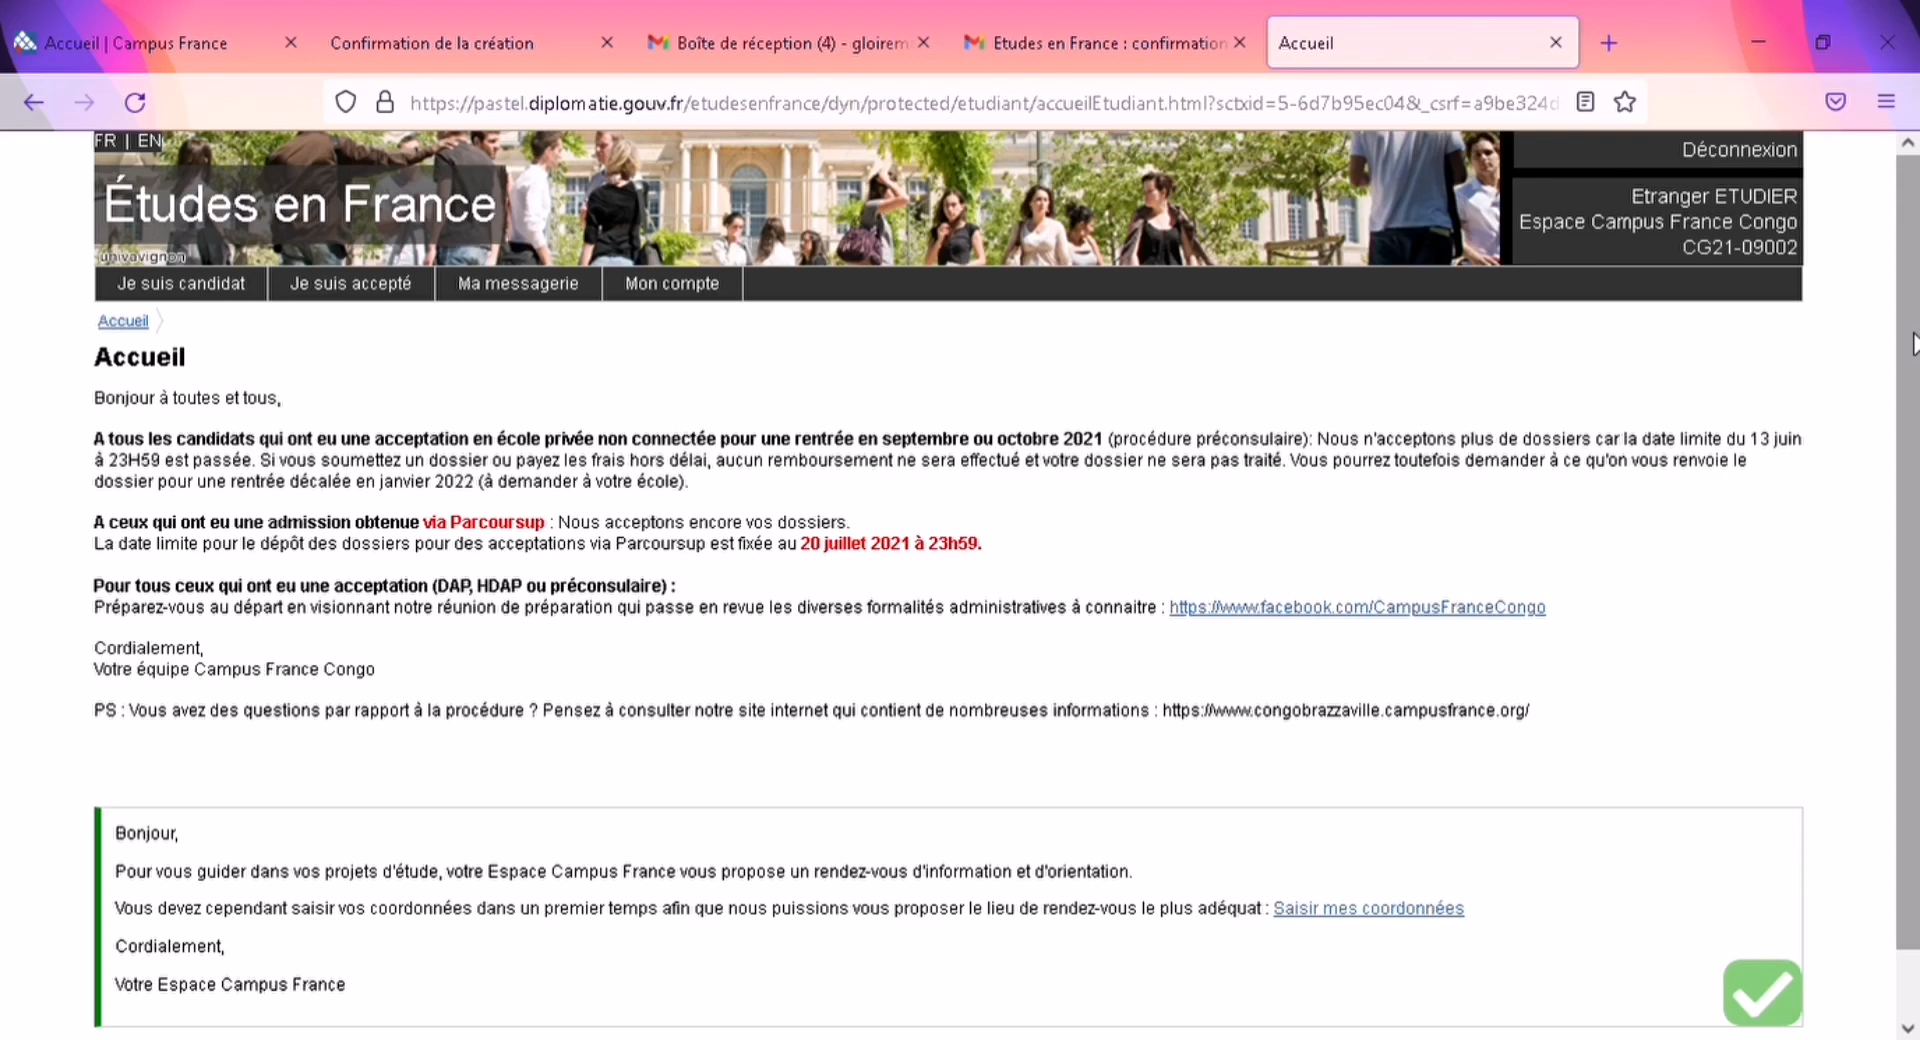 Accueil | Campus France
Confirmation de la création
Boîte de réception (4) - gloirem
Etudes en France : confirmation
Accueil
https://pastel.diplomatie.gouv.fr/etudesenfrance/dyn/protected/etudiant/accueilEtudiant.html?sctxid=5-6d7b95ec04&_csrf=a9be324d
FR | EN
Études en France
univavignon
Déconnexion
Etranger ETUDIER
Espace Campus France Congo
CG21-09002
Je suis candidat
Je suis accepté
Ma messagerie
Mon compte
Accueil
Accueil
Bonjour à toutes et tous,
A tous les candidats qui ont eu une acceptation en école privée non connectée pour une rentrée en septembre ou octobre 2021 (procédure préconsulaire): Nous n'acceptons plus de dossiers car la date limite du 13 juin
à 23H59 est passée. Si vous soumettez un dossier ou payez les frais hors délai, aucun remboursement ne sera effectué et votre dossier ne sera pas traité. Vous pourrez toutefois demander à ce qu'on vous renvoie le
dossier pour une rentrée décalée en janvier 2022 (à demander à votre école).
A ceux qui ont eu une admission obtenue via Parcoursup : Nous acceptons encore vos dossiers.
La date limite pour le dépôt des dossiers pour des acceptations via Parcoursup est fixée au 20 juillet 2021 à 23h59.
Pour tous ceux qui ont eu une acceptation (DAP, HDAP ou préconsulaire) :
Préparez-vous au départ en visionnant notre réunion de préparation qui passe en revue les diverses formalités administratives à connaitre : https://www.facebook.com/CampusFranceCongo
Cordialement,
Votre équipe Campus France Congo
PS : Vous avez des questions par rapport à la procédure ? Pensez à consulter notre site internet qui contient de nombreuses informations : https://www.congobrazzaville.campusfrance.org/
Bonjour,
Pour vous guider dans vos projets d'étude, votre Espace Campus France vous propose un rendez-vous d'information et d'orientation.
Vous devez cependant saisir vos coordonnées dans un premier temps afin que nous puissions vous proposer le lieu de rendez-vous le plus adéquat : Saisir mes coordonnées
Cordialement,
Votre Espace Campus France